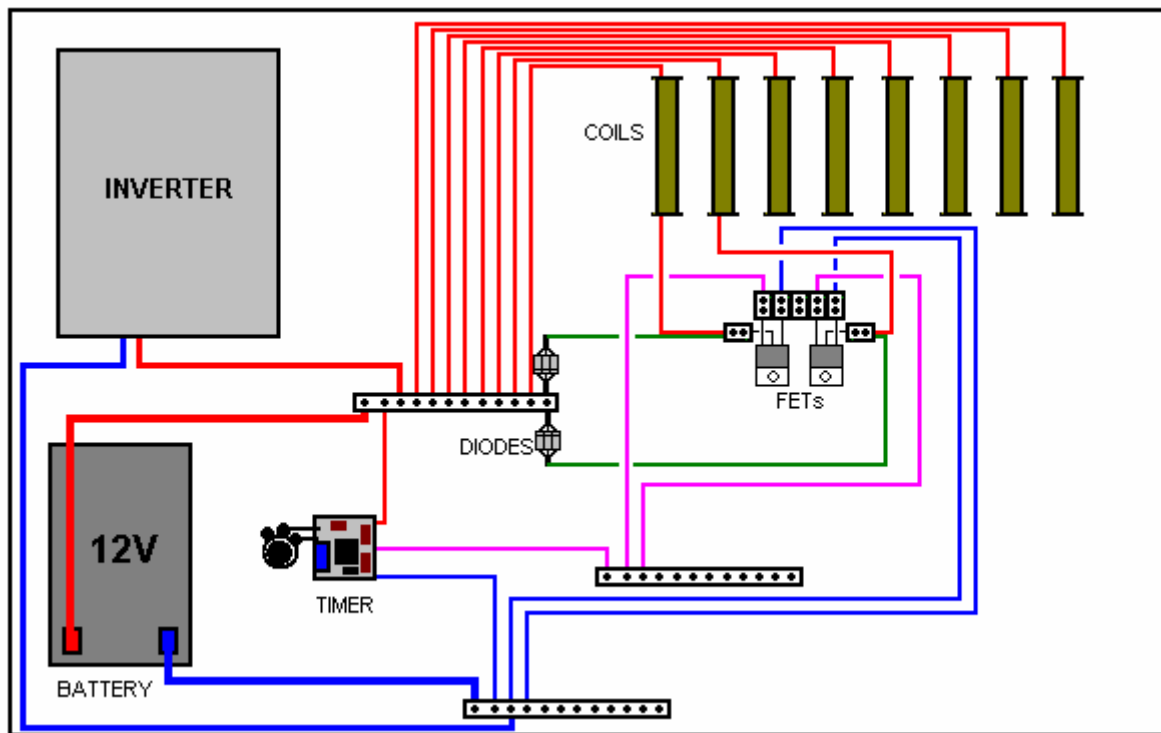 INVERTER
COILS
FETs
DIODES
12V
TIMER
BATTERY